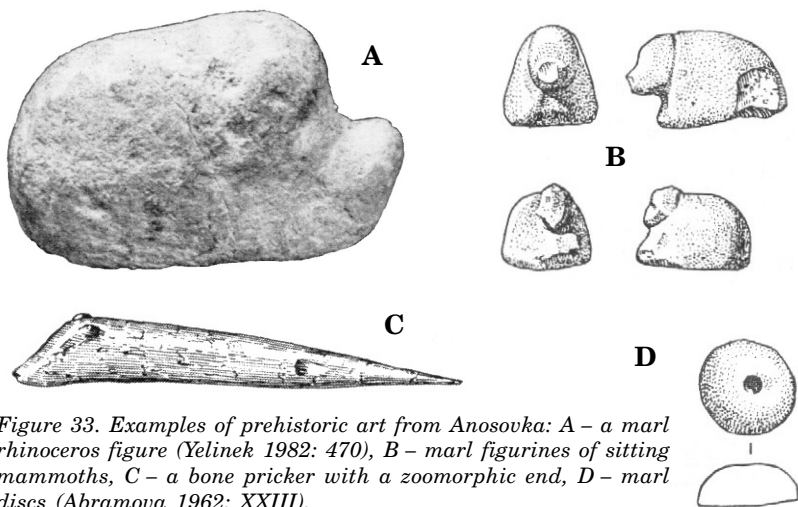 A
B
C
D
Figure 33. Examples of prehistoric art from Anosovka: A – a marl
rhinoceros figure (Yelinek 1982: 470), B – marl figurines of sitting
mammoths, C – a bone pricker with a zoomorphic end, D – marl
discs (Abramova 1962: XXIII).